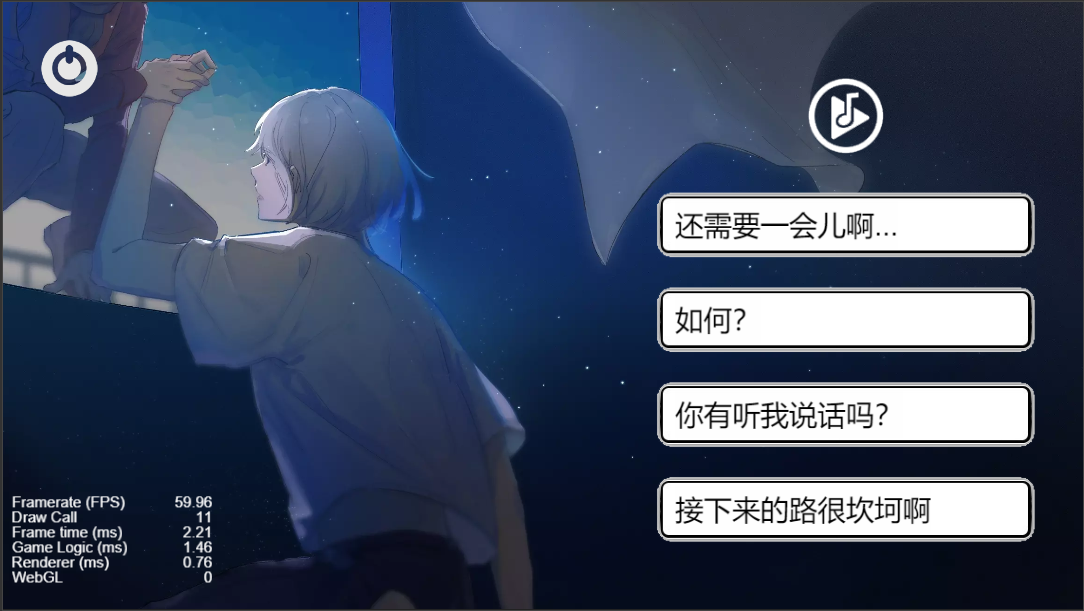 还需要一会儿啊...
如何?
你有听我说话吗?
接下来的路很坎坷啊
Framerate (FPS) 59.96
Draw Call 11
Frame time (ms) 2.21
Game Logic (ms) 1.46
Renderer (ms) 0.76
WebGL 0